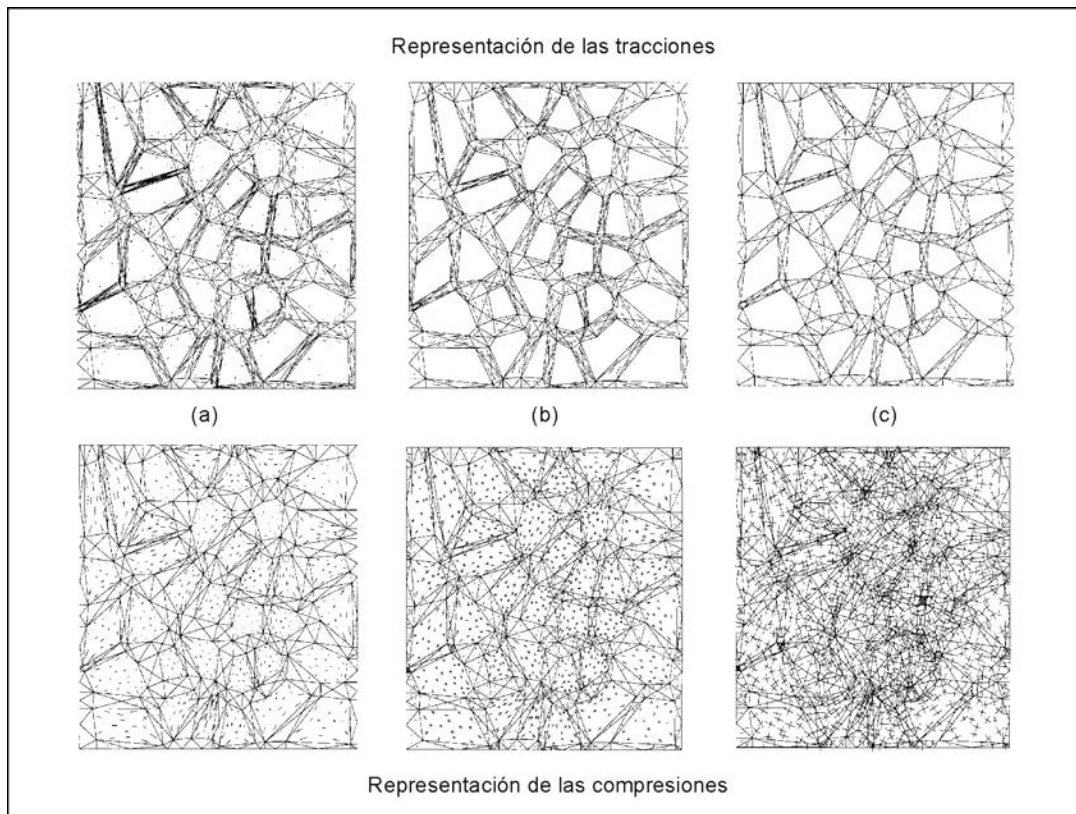 Representación de las tracciones
(a)
(b)
(c)
Representación de las compresiones